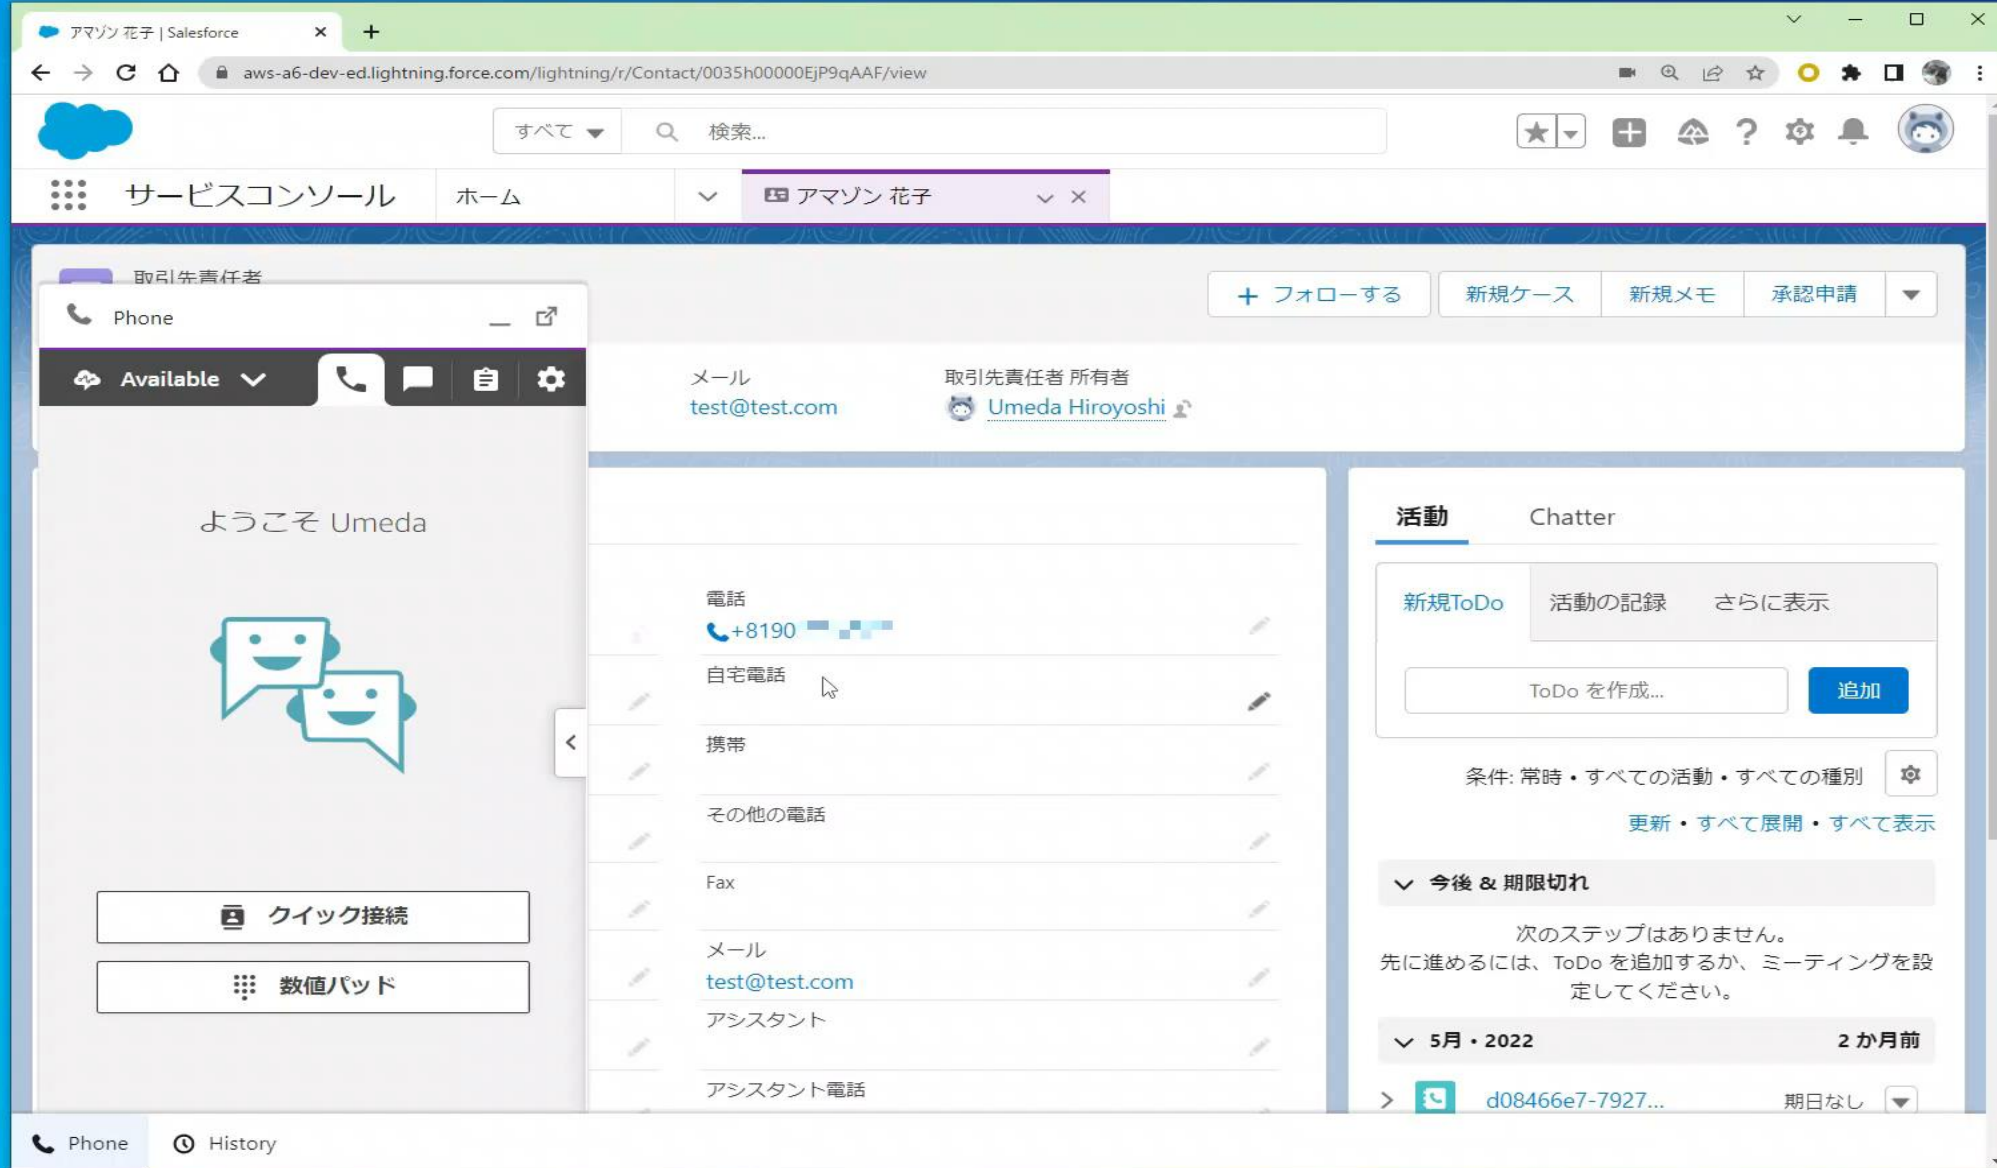 アマゾン 花子 | Salesforce
aws-a6-dev-ed.lightning.force.com/lightning/r/Contact/0035h00000EjP9qAAF/view
すべて
検索...
サービスコンソール
ホーム
アマゾン 花子
取引先責任者
フォローする
新規ケース
新規メモ
承認申請
Phone
Available
ようこそ Umeda
クイック接続
数値パッド
メール
test@test.com
取引先責任者 所有者
Umeda Hiroyoshi
電話
+8190
自宅電話
携帯
その他の電話
Fax
メール
test@test.com
アシスタント
アシスタント電話
活動
Chatter
新規ToDo
活動の記録
さらに表示
ToDo を作成...
追加
条件: 常時 • すべての活動 • すべての種別
更新 • すべて展開 • すべて表示
今後 & 期限切れ
次のステップはありません。
先に進めるには、ToDo を追加するか、ミーティングを設
定してください。
5月 • 2022
2 か月前
d08466e7-7927...
期日なし
Phone
History